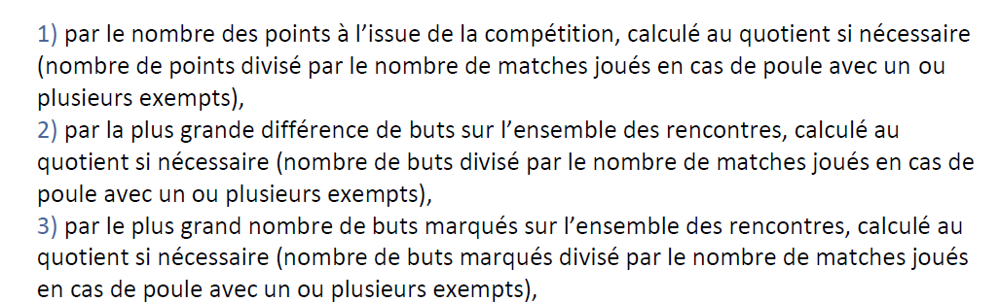 1) par le nombre des points à l’issue de la compétition, calculé au quotient si nécessaire
(nombre de points divisé par le nombre de matches joués en cas de poule avec un ou
plusieurs exempts),
2) par la plus grande différence de buts sur l’ensemble des rencontres, calculé au
quotient si nécessaire (nombre de buts divisé par le nombre de matches joués en cas de
poule avec un ou plusieurs exempts),
3) par le plus grand nombre de buts marqués sur l’ensemble des rencontres, calculé au
quotient si nécessaire (nombre de buts marqués divisé par le nombre de matches joués
en cas de poule avec un ou plusieurs exempts),